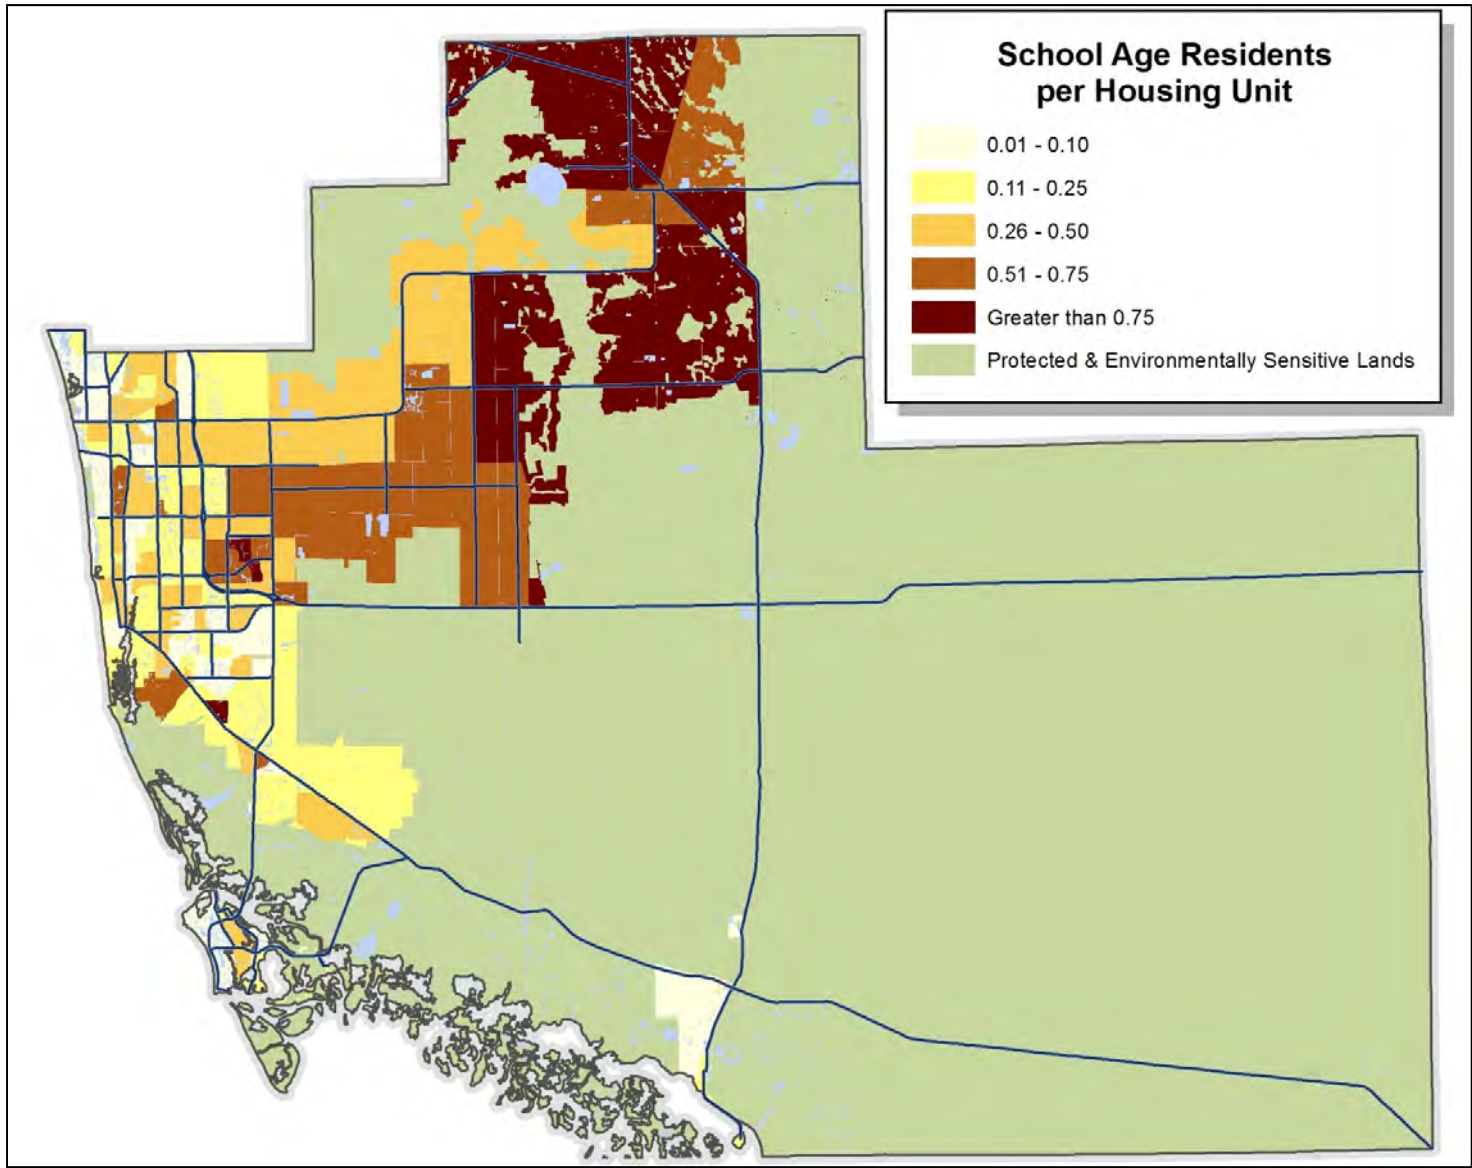 School Age Residents
per Housing Unit
0.01 - 0.10
0.11 - 0.25
0.26 - 0.50
0.51 - 0.75
Greater than 0.75
Protected & Environmentally Sensitive Lands